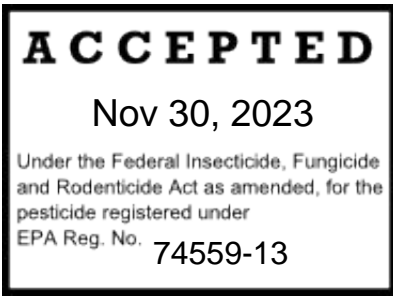 ACCEPTED
Nov 30, 2023
Under the Federal Insecticide, Fungicide
and Rodenticide Act as amended, for the
pesticide registered under
EPA Reg. No. 74559-13